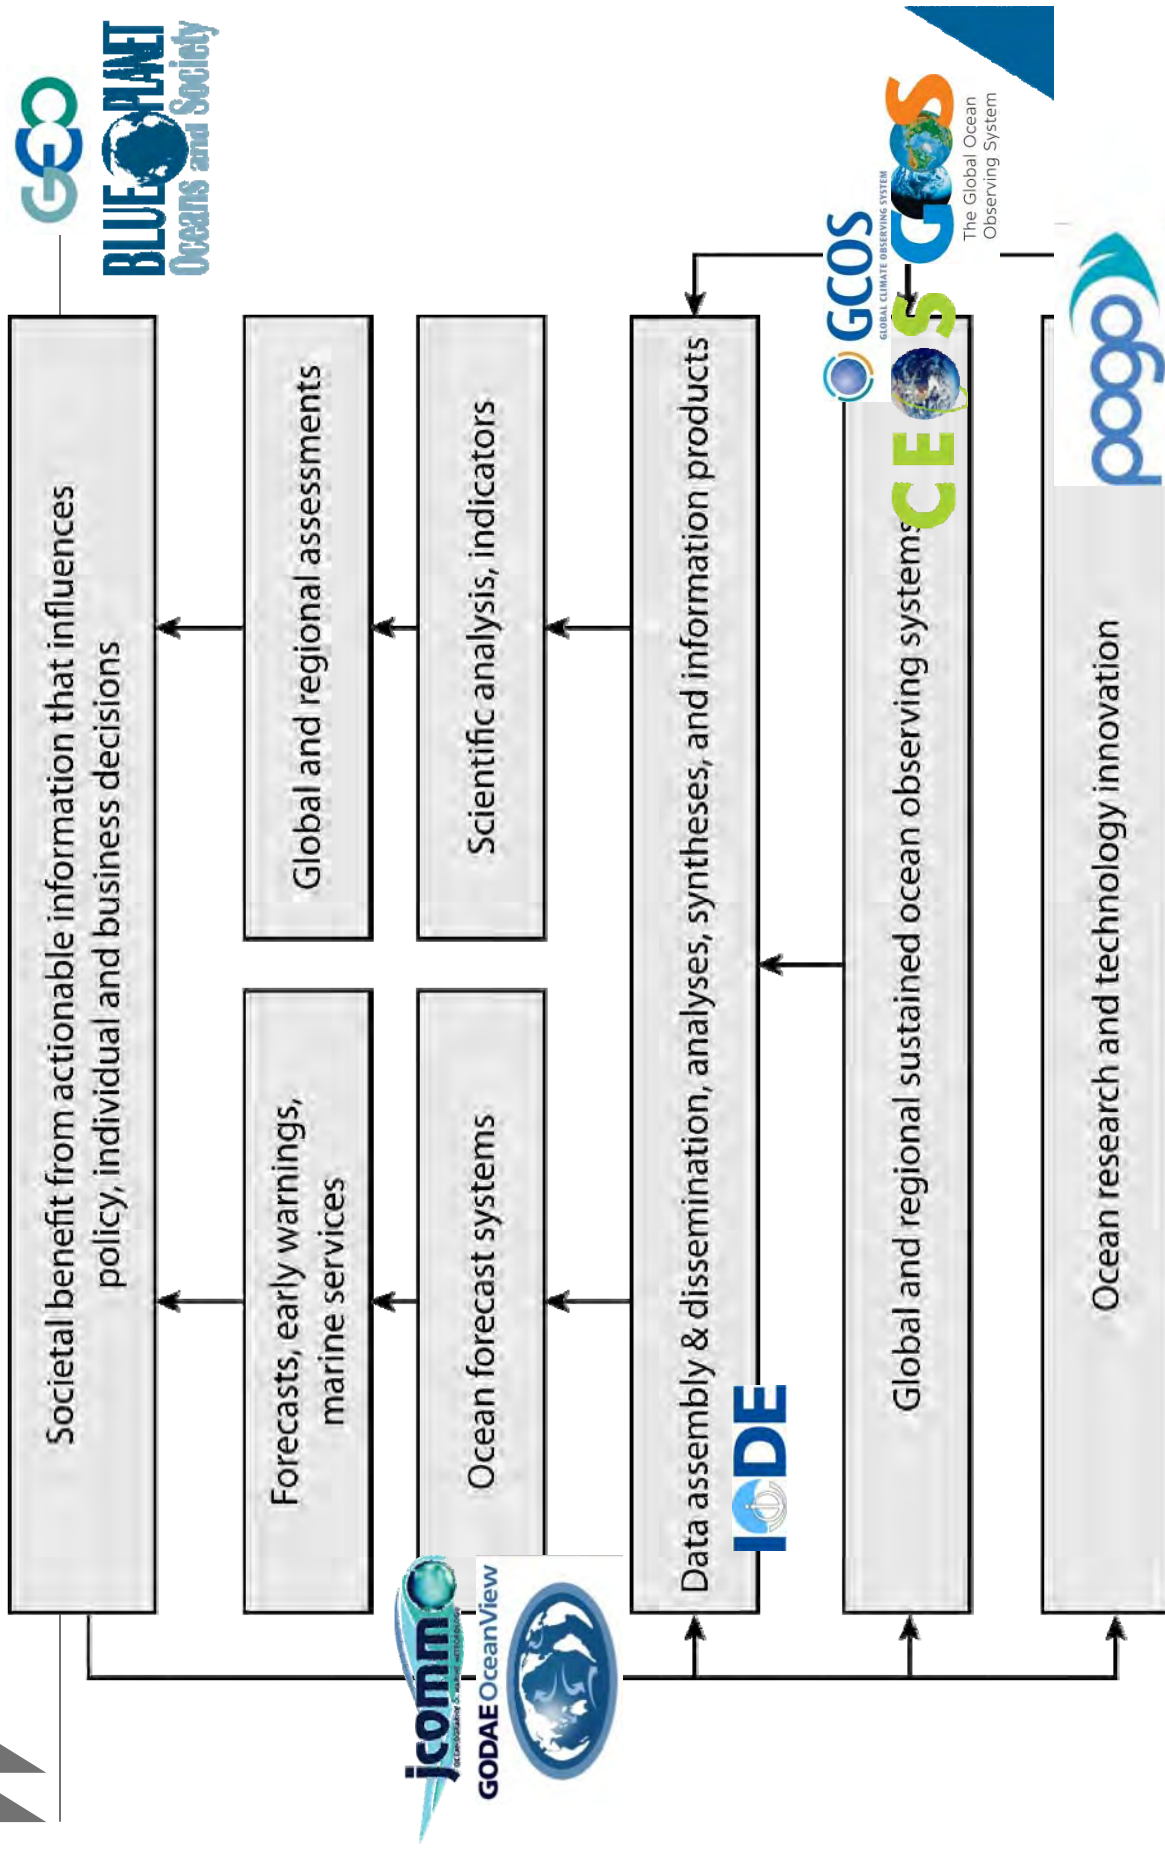 GEO
BLUE PLANET
Oceans and Society
Societal benefit from actionable information that influences
policy, individual and business decisions
Forecasts, early warnings,
marine services
Global and regional assessments
jcomm
GODAE OceanView
Ocean forecast systems
Scientific analysis, indicators
Data assembly & dissemination, analyses, syntheses, and information products
IODE
GCOS
GLOBAL CLIMATE OBSERVING SYSTEM
Global and regional sustained ocean observing systems
CEOS
GOOS
The Global Ocean
Observing System
Ocean research and technology innovation
pogo